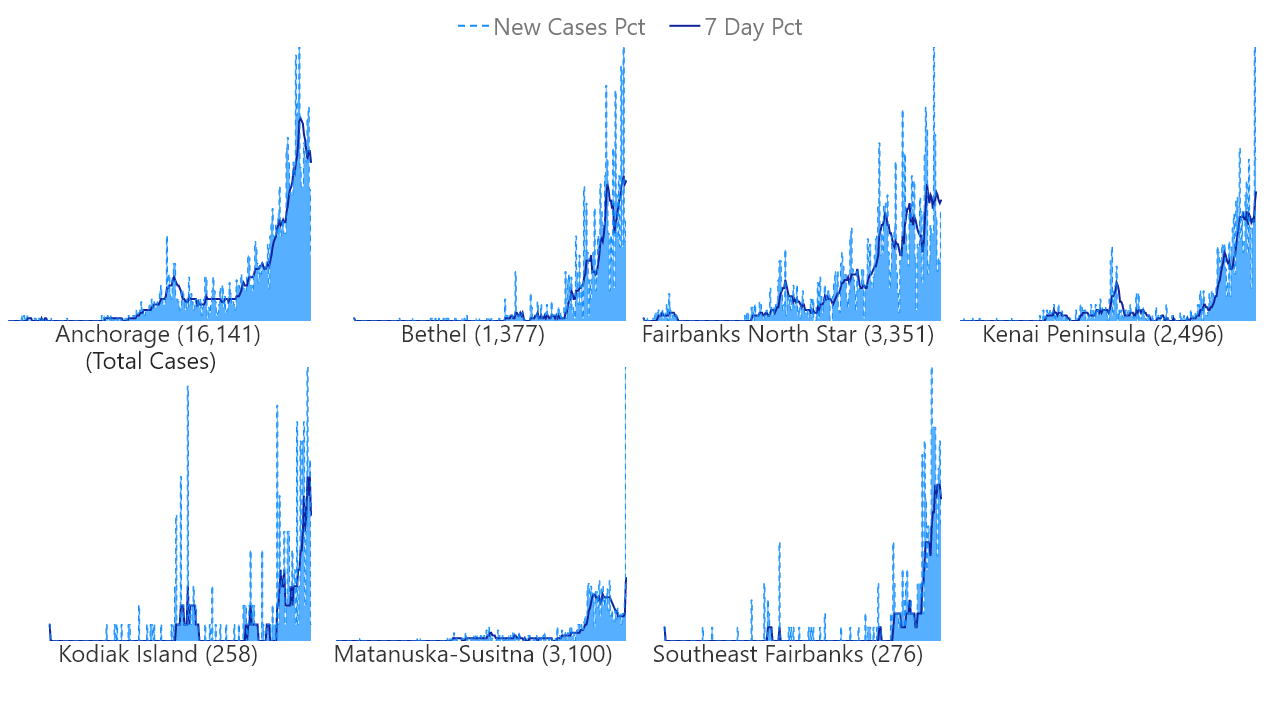 New Cases Pct 7 Day Pct
Anchorage (16,141)
(Total Cases)
Bethel (1,377)
Fairbanks North Star (3,351)
Kenai Peninsula (2,496)
Kodiak Island (258)
Matanuska-Susitna (3,100)
Southeast Fairbanks (276)